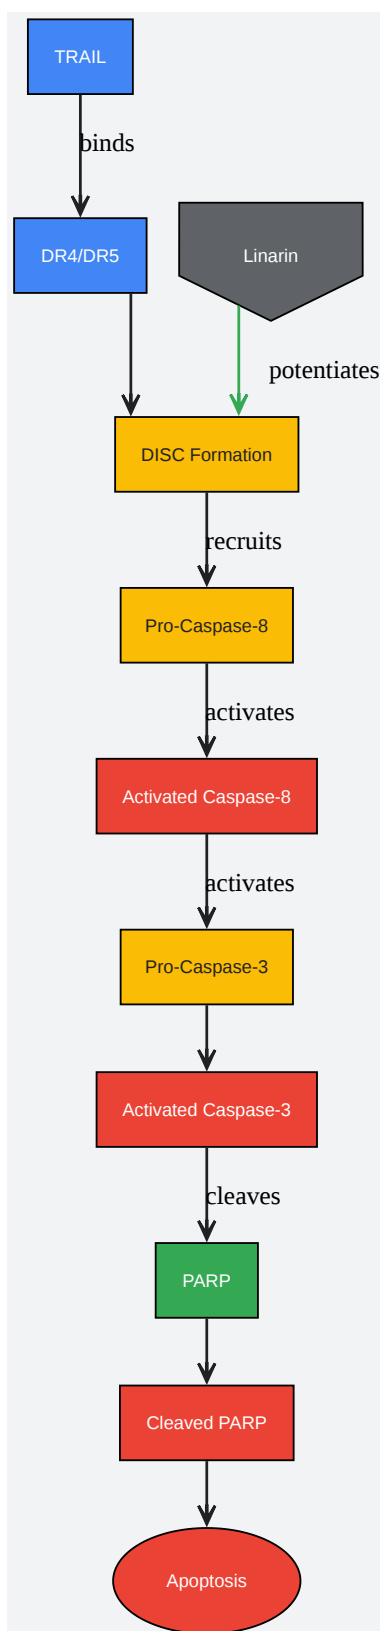 TRAIL
binds
DR4/DR5
Linarin
potentiates
DISC Formation
recruits
Pro-Caspase-8
activates
Activated Caspase-8
activates
Pro-Caspase-3
Activated Caspase-3
cleaves
PARP
Cleaved PARP
Apoptosis